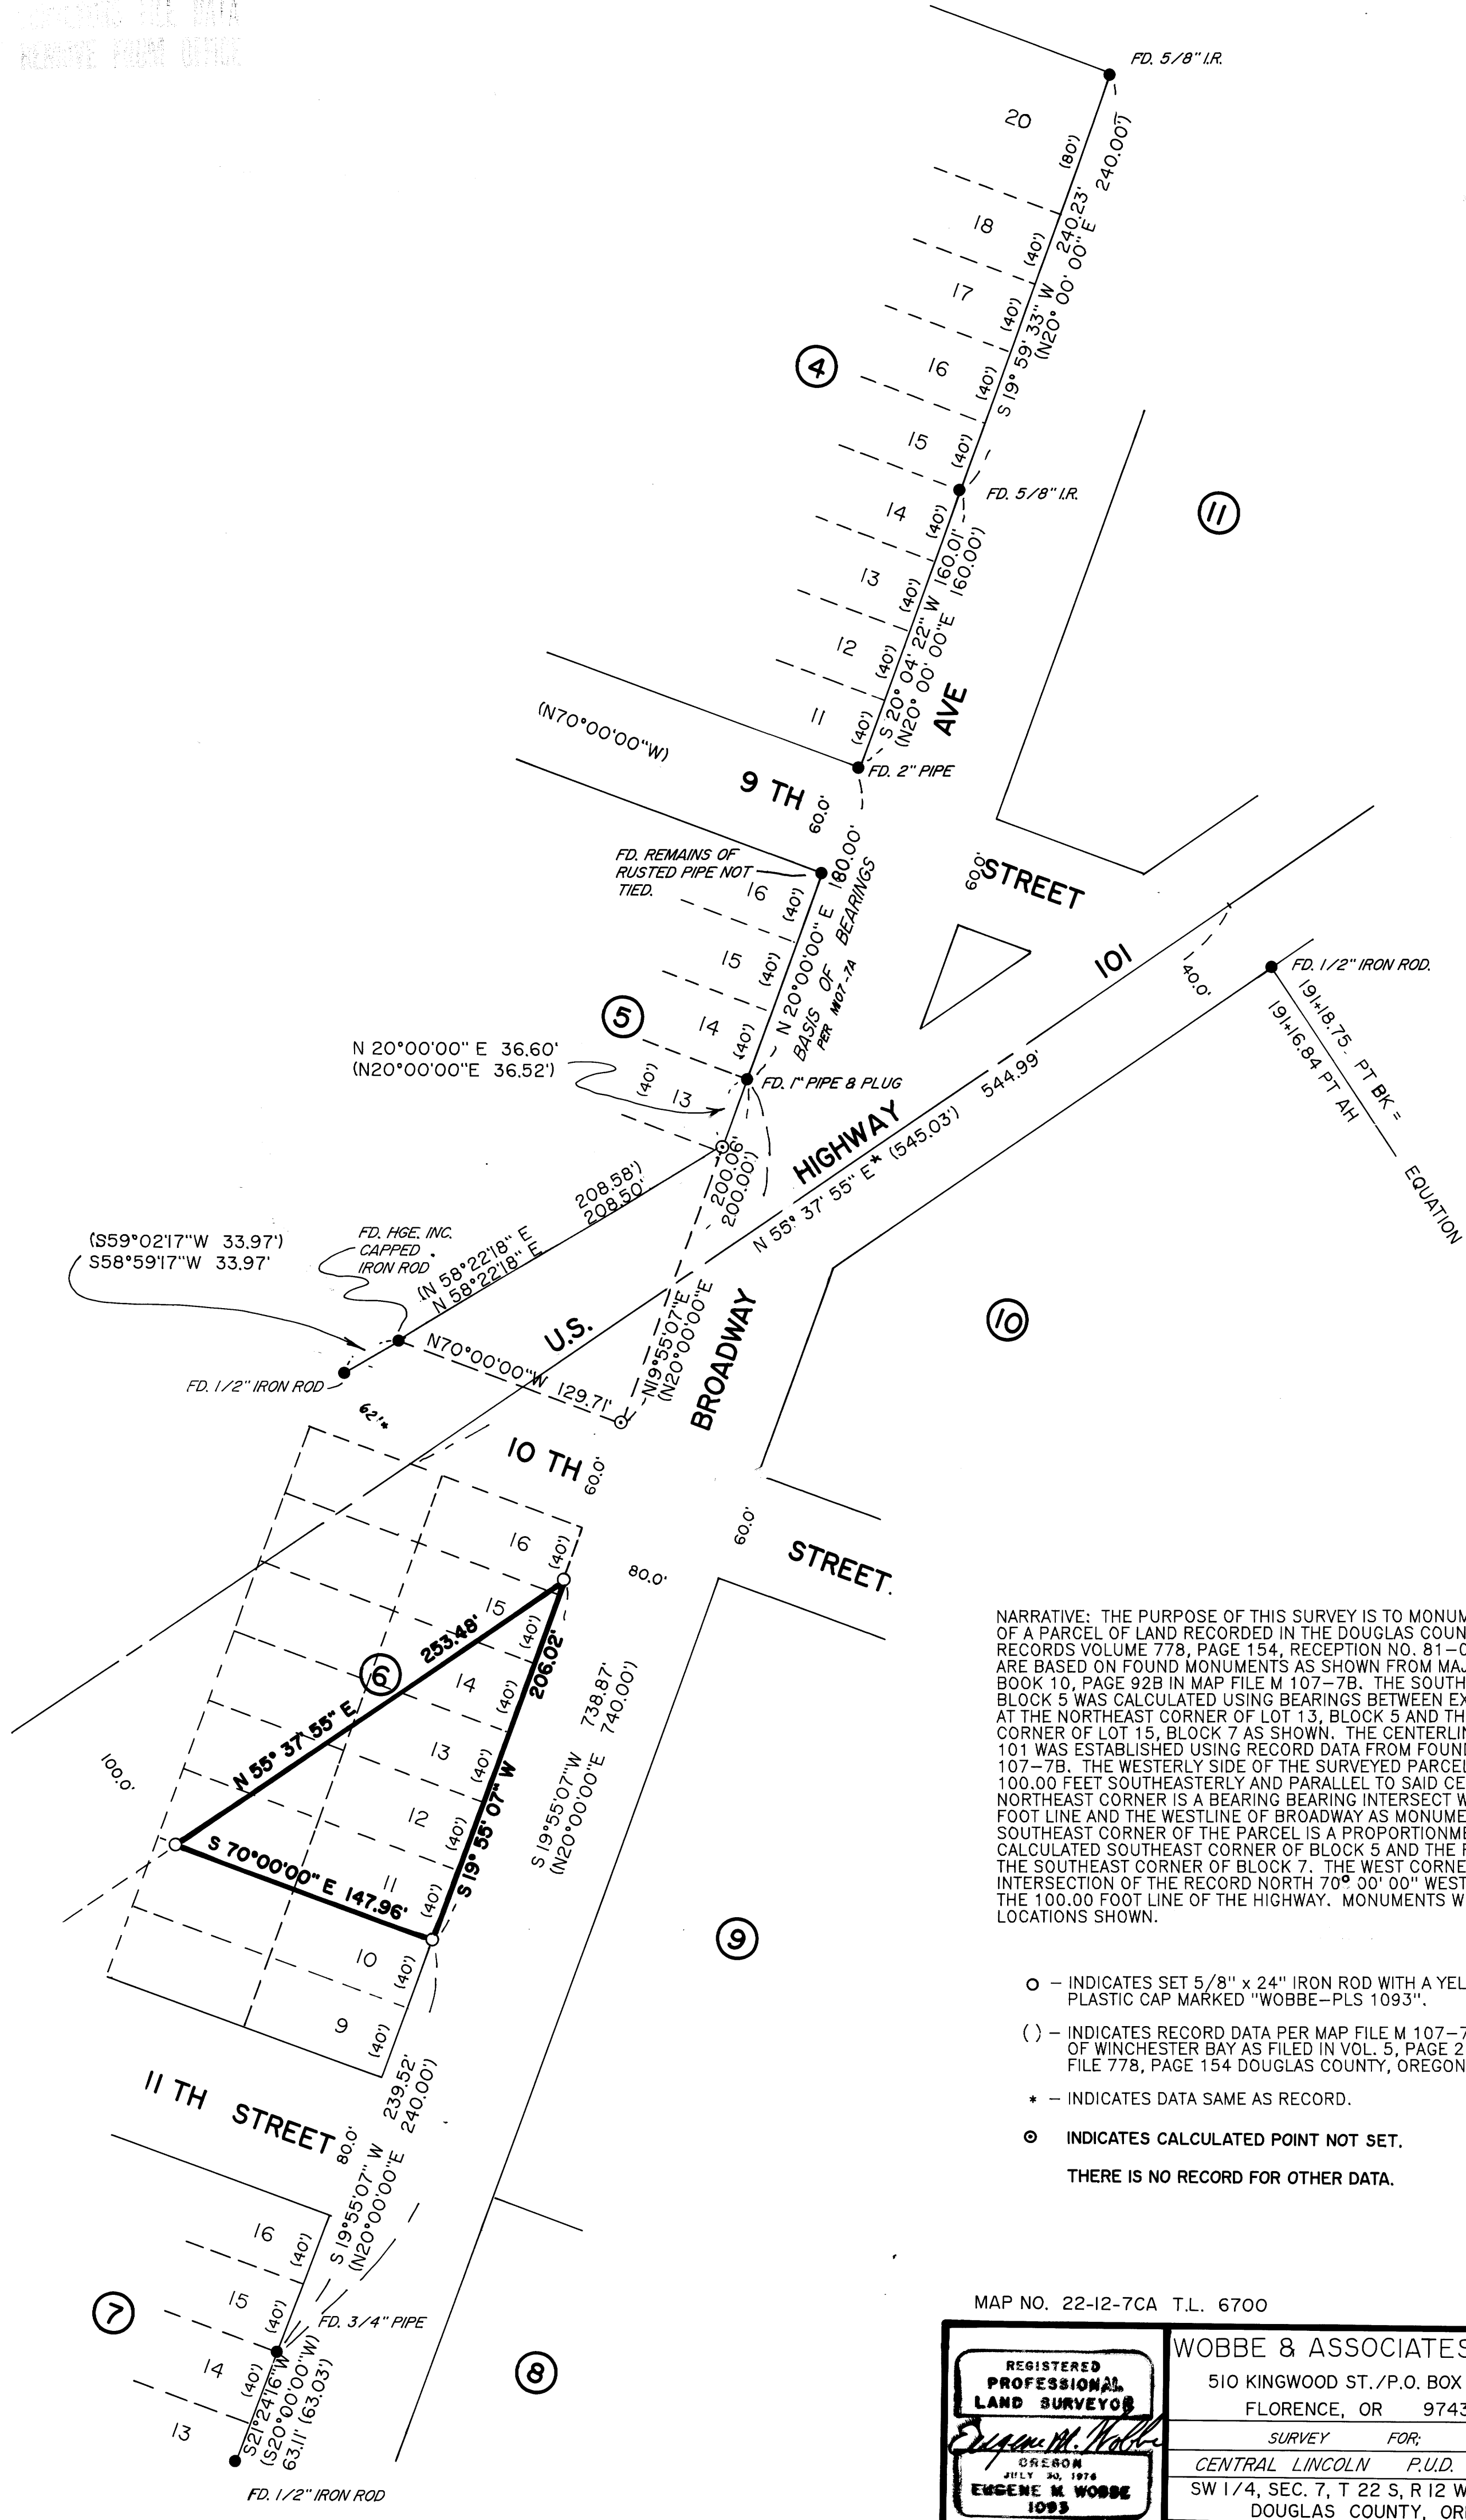 REMOVE FROM OFFICE
FD. 5/8" I.R.
20
(80')
240.00')
18
(40')
S 19° 59' 33" W 240.23'
(N20° 00' 00" E
17
(40')
16
(40')
4
15
(40')
FD. 5/8" I.R.
11
14
(40')
13
(40')
S 20° 04' 22" W 160.01'
(N20° 00' 00"E 160.00')
12
(40')
11
(40')
AVE
(N70°00'00"W)
FD. 2" PIPE
9 TH
60.0'
STREET
60.0'
FD. REMAINS OF
RUSTED PIPE NOT
TIED.
16
(40')
N 20°00'00" E 180.00'
BASIS OF BEARINGS
PER M107-7A
15
(40')
101
40.0'
FD. 1/2" IRON ROD.
191+18.75 PT BK =
191+16.84 PT AH
EQUATION
5
14
(40')
N 20°00'00" E 36.60'
(N20°00'00"E 36.52')
(40')
13
FD. 1" PIPE & PLUG
HIGHWAY
544.99'
N 55° 37' 55" E* (545.03')
200.06'
200.00')
208.58')
208.50'
(N 58°22'18" E
N 58°22'18" E
FD. HGE. INC.
CAPPED
IRON ROD
(S59°02'17"W 33.97')
S58°59'17"W 33.97'
N19°55'07"E
(N20°00'00"E
U.S.
BROADWAY
10
N70°00'00"W 129.71'
FD. 1/2" IRON ROD
62'*
10 TH
60.0'
60.0'
STREET.
80.0'
16
(40')
15
(40')
253.48'
206.02'
6
14
(40')
N 55° 37' 55" E
13
(40')
738.87'
740.00')
S 19°55'07"W
(N20°00'00"E
100.0'
12
(40')
S 19° 55' 07" W
S 70°00'00" E 147.96'
11
(40')
10
(40')
9
9
(40')
11 TH STREET
80.0'
239.52'
240.00')
S 19°55'07" W
(N20°00'00"E
16
(40')
15
(40')
7
FD. 3/4" PIPE
14
(40')
S21°24'16"W
(S20°00'00"W)
63.11' (63.03')
13
8
FD. 1/2" IRON ROD
NARRATIVE: THE PURPOSE OF THIS SURVEY IS TO MONUM
OF A PARCEL OF LAND RECORDED IN THE DOUGLAS COUN
RECORDS VOLUME 778, PAGE 154, RECEPTION NO. 81-0
ARE BASED ON FOUND MONUMENTS AS SHOWN FROM MAJ
BOOK 10, PAGE 92B IN MAP FILE M 107-7B. THE SOUTH
BLOCK 5 WAS CALCULATED USING BEARINGS BETWEEN EX
AT THE NORTHEAST CORNER OF LOT 13, BLOCK 5 AND TH
CORNER OF LOT 15, BLOCK 7 AS SHOWN. THE CENTERLIN
101 WAS ESTABLISHED USING RECORD DATA FROM FOUND
107-7B. THE WESTERLY SIDE OF THE SURVEYED PARCEL
100.00 FEET SOUTHEASTERLY AND PARALLEL TO SAID CE
NORTHEAST CORNER IS A BEARING BEARING INTERSECT W
FOOT LINE AND THE WESTLINE OF BROADWAY AS MONUME
SOUTHEAST CORNER OF THE PARCEL IS A PROPORTIONME
CALCULATED SOUTHEAST CORNER OF BLOCK 5 AND THE F
THE SOUTHEAST CORNER OF BLOCK 7. THE WEST CORNE
INTERSECTION OF THE RECORD NORTH 70° 00' 00" WEST
THE 100.00 FOOT LINE OF THE HIGHWAY. MONUMENTS W
LOCATIONS SHOWN.
O – INDICATES SET 5/8" x 24" IRON ROD WITH A YEL
PLASTIC CAP MARKED "WOBBE-PLS 1093".
( ) – INDICATES RECORD DATA PER MAP FILE M 107-7
OF WINCHESTER BAY AS FILED IN VOL. 5, PAGE 2
FILE 778, PAGE 154 DOUGLAS COUNTY, OREGON
* – INDICATES DATA SAME AS RECORD.
⊙ INDICATES CALCULATED POINT NOT SET.
THERE IS NO RECORD FOR OTHER DATA.
MAP NO. 22-12-7CA T.L. 6700
REGISTERED
PROFESSIONAL
LAND SURVEYOR
Eugene M. Wobbe
OREGON
JULY 30, 1976
EUGENE M. WOBBE
1093
WOBBE & ASSOCIATES
510 KINGWOOD ST./P.O. BOX
FLORENCE, OR 9743
SURVEY FOR;
CENTRAL LINCOLN P.U.D.
SW 1/4, SEC. 7, T 22 S, R 12 W
DOUGLAS COUNTY, OR